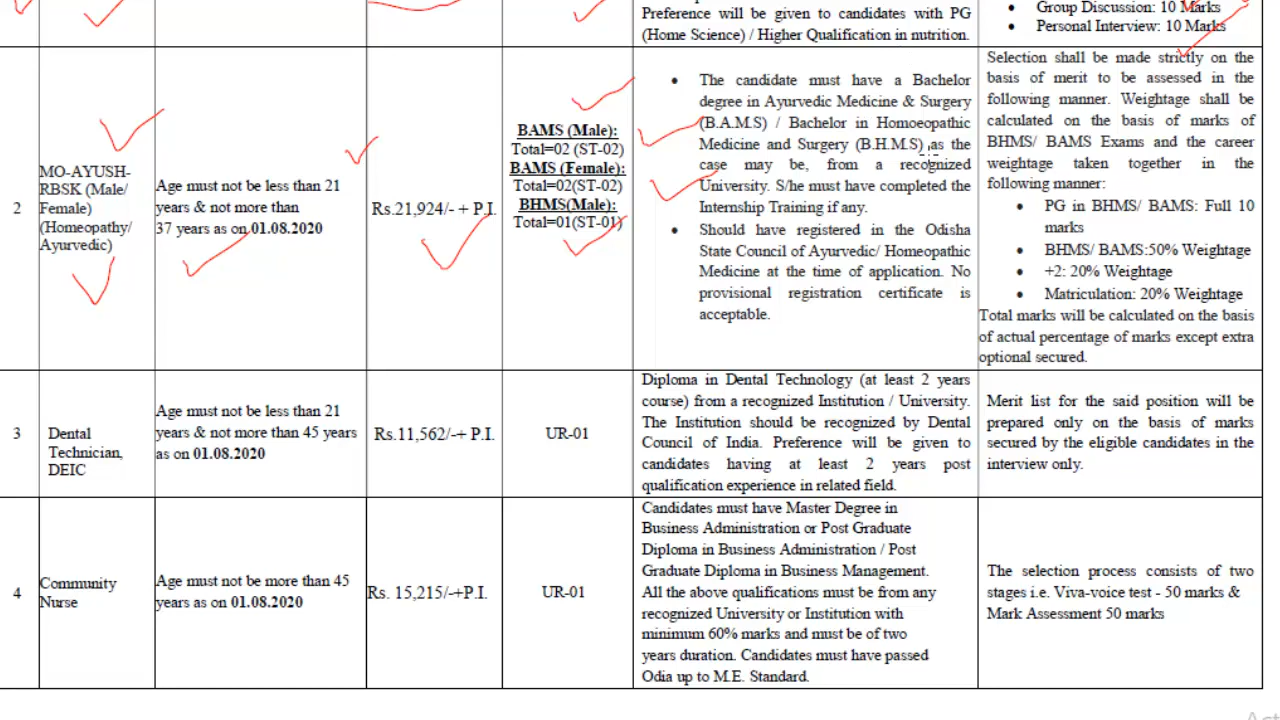 Preference will be given to candidates with PG
(Home Science) / Higher Qualification in nutrition.
• Group Discussion: 10 Marks
• Personal Interview: 10 Marks
2
MO-AYUSH-
RBSK (Male/
Female)
(Homeopathy/
Ayurvedic)
Age must not be less than 21
years & not more than
37 years as on 01.08.2020
Rs.21,924/- + P.I.
BAMS (Male):
Total=02 (ST-02)
BAMS (Female):
Total=02(ST-02)
BHMS(Male):
Total=01(ST-01)
• The candidate must have a Bachelor
degree in Ayurvedic Medicine & Surgery
(B.A.M.S) / Bachelor in Homoeopathic
Medicine and Surgery (B.H.M.S) ,as the
case may be, from a recognized
University. S/he must have completed the
Internship Training if any.
• Should have registered in the Odisha
State Council of Ayurvedic/ Homeopathic
Medicine at the time of application. No
provisional registration certificate is
acceptable.
Selection shall be made strictly on the
basis of merit to be assessed in the
following manner. Weightage shall be
calculated on the basis of marks of
BHMS/ BAMS Exams and the career
weightage taken together in the
following manner:
• PG in BHMS/ BAMS: Full 10
marks
• BHMS/ BAMS:50% Weightage
• +2: 20% Weightage
• Matriculation: 20% Weightage
Total marks will be calculated on the basis
of actual percentage of marks except extra
optional secured.
3
Dental
Technician,
DEIC
Age must not be less than 21
years & not more than 45 years
as on 01.08.2020
Rs.11,562/-+ P.I.
UR-01
Diploma in Dental Technology (at least 2 years
course) from a recognized Institution / University.
The Institution should be recognized by Dental
Council of India. Preference will be given to
candidates having at least 2 years post
qualification experience in related field.
Merit list for the said position will be
prepared only on the basis of marks
secured by the eligible candidates in the
interview only.
4
Community
Nurse
Age must not be more than 45
years as on 01.08.2020
Rs. 15,215/-+P.I.
UR-01
Candidates must have Master Degree in
Business Administration or Post Graduate
Diploma in Business Administration / Post
Graduate Diploma in Business Management.
All the above qualifications must be from any
recognized University or Institution with
minimum 60% marks and must be of two
years duration. Candidates must have passed
Odia up to M.E. Standard.
The selection process consists of two
stages i.e. Viva-voice test - 50 marks &
Mark Assessment 50 marks